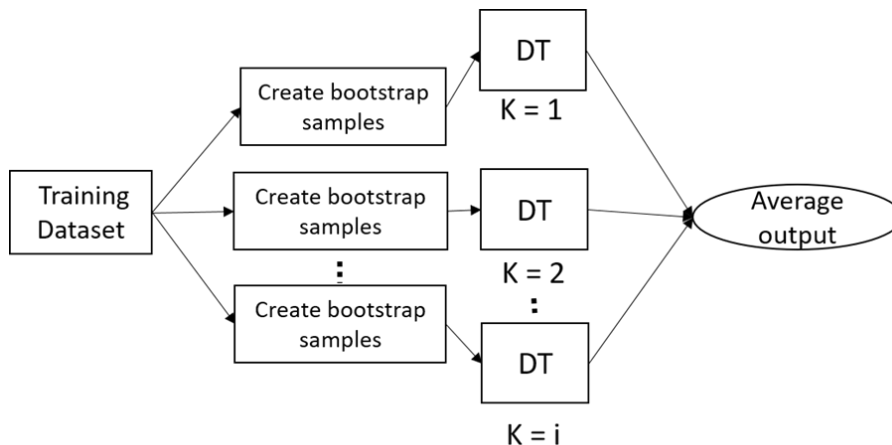 Training
Dataset
Create bootstrap
samples
DT
K = 1
Create bootstrap
samples
DT
K = 2
Create bootstrap
samples
DT
K = i
Average
output